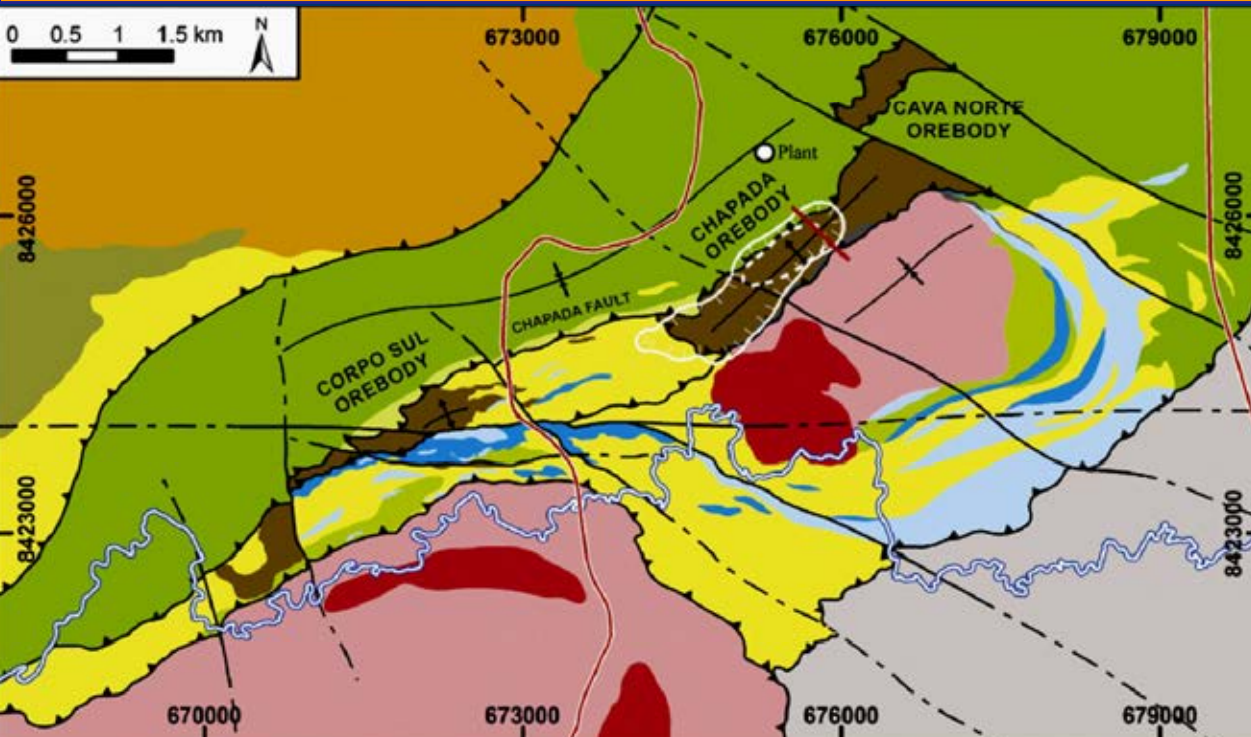 0 0.5 1 1.5 km
N
673000
676000
679000
CAVA NORTE
OREBODY
Plant
CHAPADA
OREBODY
8426000
8426000
CHAPADA FAULT
CORPO SUL
OREBODY
8423000
8423000
670000
673000
676000
679000